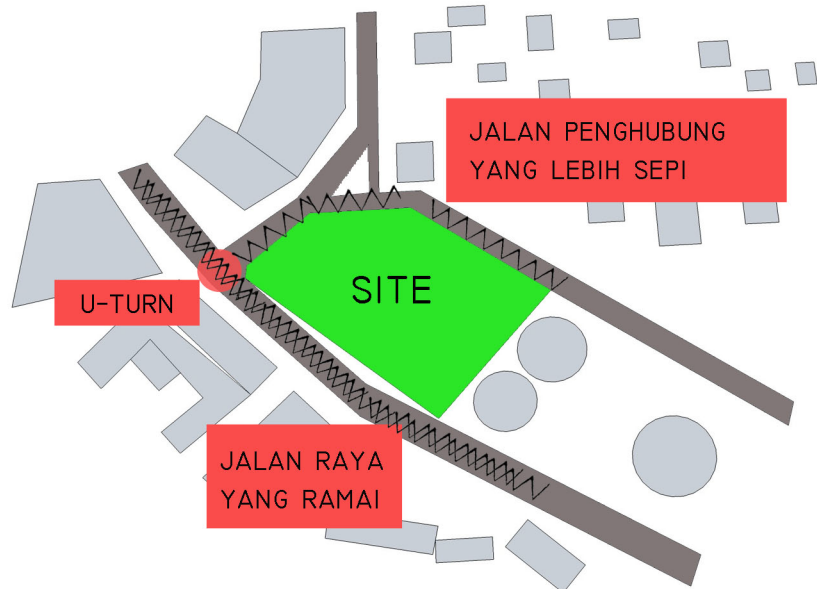 JALAN PENGHUBUNG
YANG LEBIH SEPI
SITE
U-TURN
JALAN RAYA
YANG RAMAI